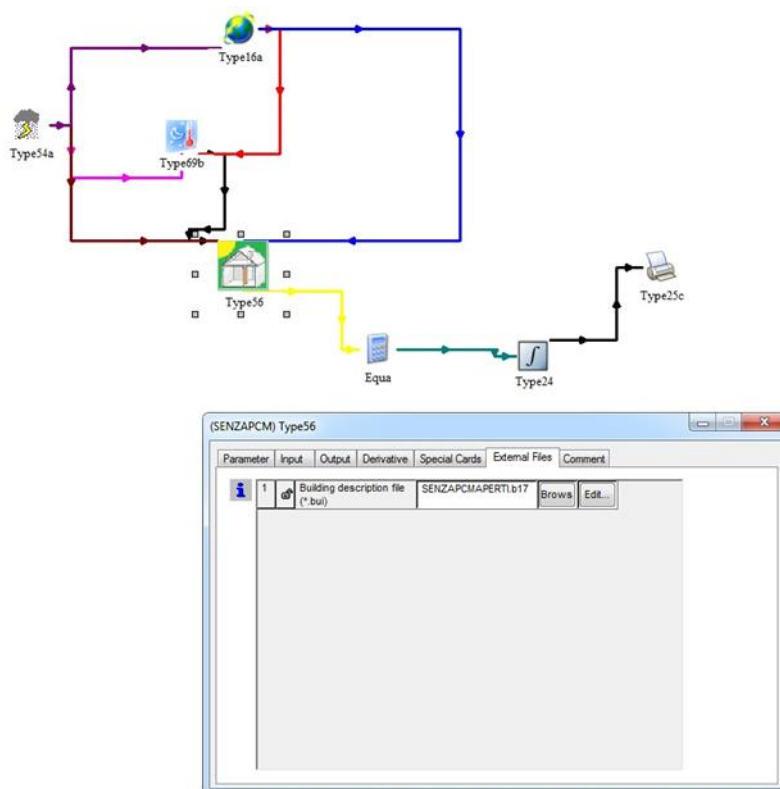 Type16a
Type54a
Type69b
Type56
Type25c
Equa
Type24
(SENZAPCM) Type56
Parameter Input Output Derivative Special Cards External Files Comment
i 1 Building description file SENZAPCMAPERTI.b17 Brows Edit...
(*.bui)